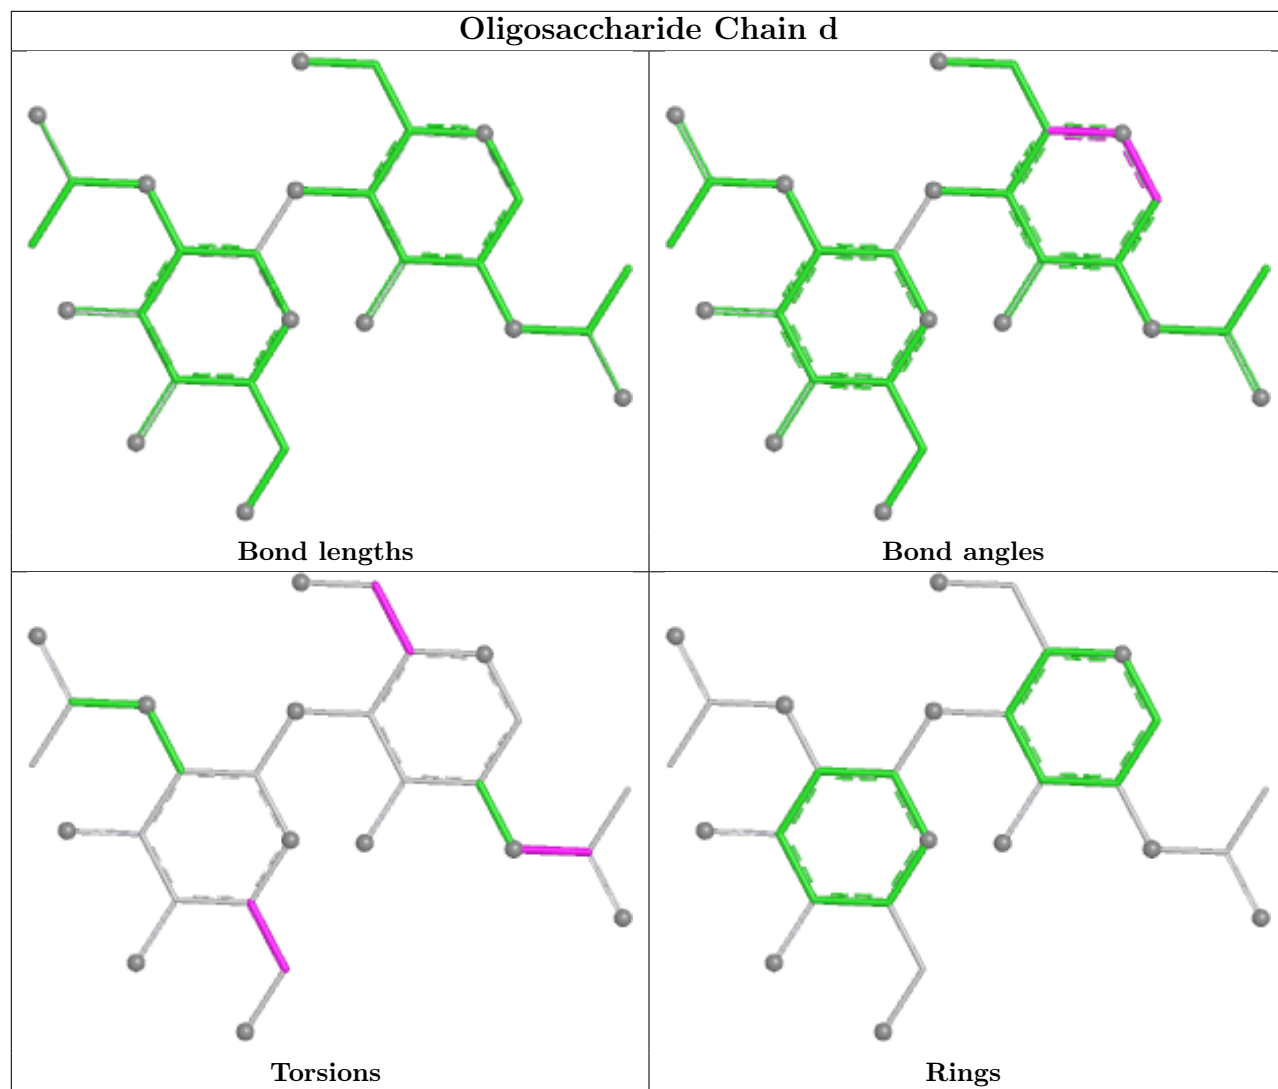 Oligosaccharide Chain d
Bond lengths
Bond angles
Torsions
Rings